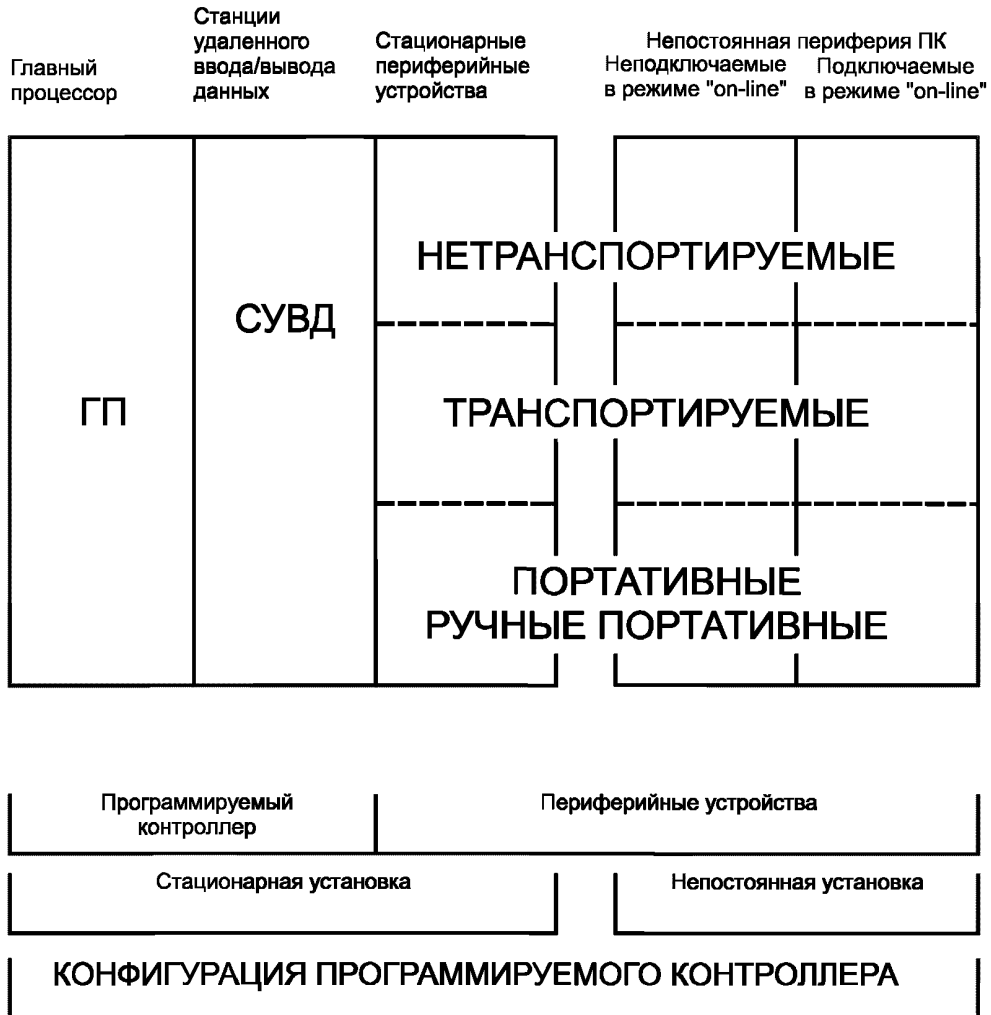 Главный
процессор
Станции
удаленного
ввода/вывода
данных
Стационарные
периферийные
устройства
Непостоянная периферия ПК
Неподключаемые
в режиме "on-line"
Подключаемые
в режиме "on-line"
НЕТРАНСПОРТИРУЕМЫЕ
СУВД
ГП
ТРАНСПОРТИРУЕМЫЕ
ПОРТАТИВНЫЕ
РУЧНЫЕ ПОРТАТИВНЫЕ
Программируемый
контроллер
Периферийные устройства
Стационарная установка
Непостоянная установка
КОНФИГУРАЦИЯ ПРОГРАММИРУЕМОГО КОНТРОЛЛЕРА